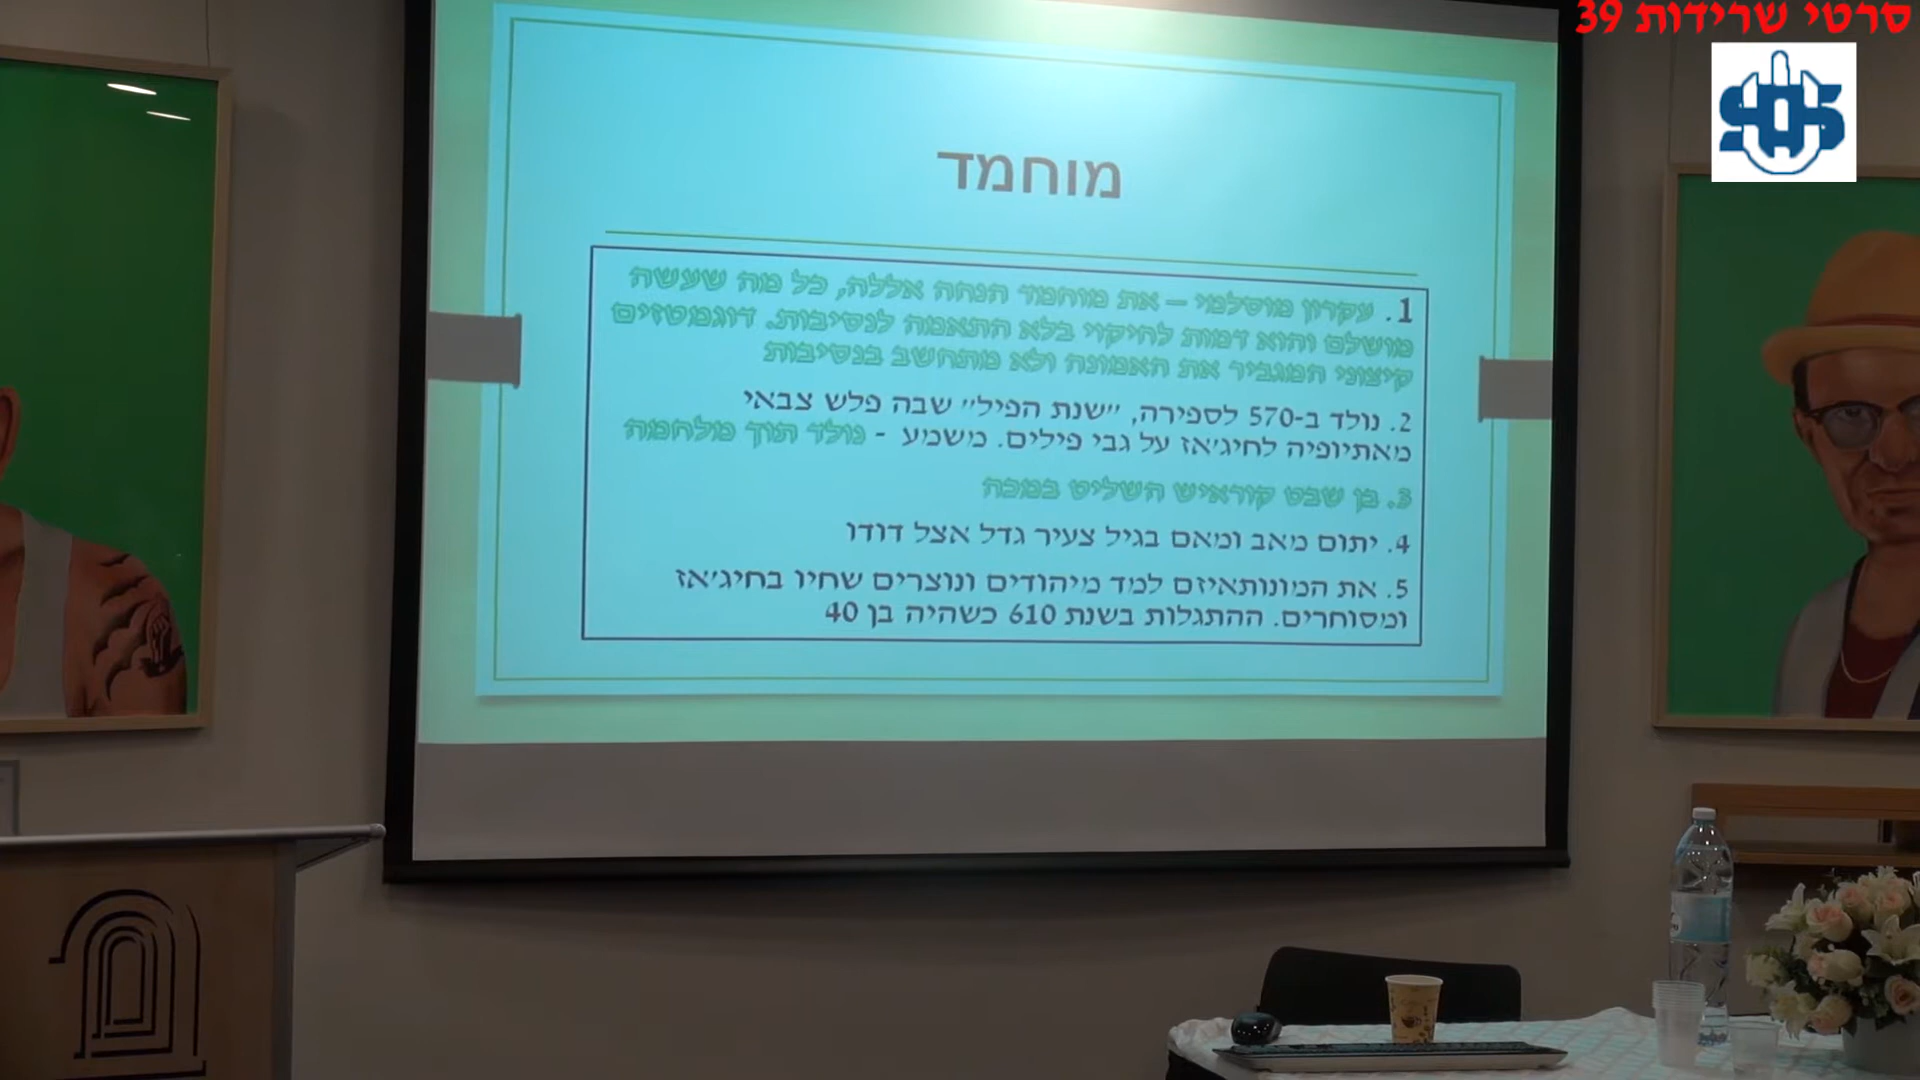 סרטי שרידות 39
SOS
מוחמד
1. עקרון מוסלמי – את מוחמד הנחה אללה, כל מה שעשה
מושלם והוא דמות לחיקוי בלא התאמה לנסיבות. דוגמטזים
קיצוני המגביר את האמונה ולא מתחשב בנסיבות
2. נולד ב-570 לספירה, "שנת הפיל" שבה פלש צבאי
מאתיופיה לחיג'אז על גבי פילים. משמע - נולד תוך מלחמה
3. בן שבט קוראיש השליט במכה
4. יתום מאב ומאם בגיל צעיר גדל אצל דודו
5. את המונותאיזם למד מיהודים ונוצרים שחיו בחיג'אז
ומסוחרים. ההתגלות בשנת 610 כשהיה בן 40